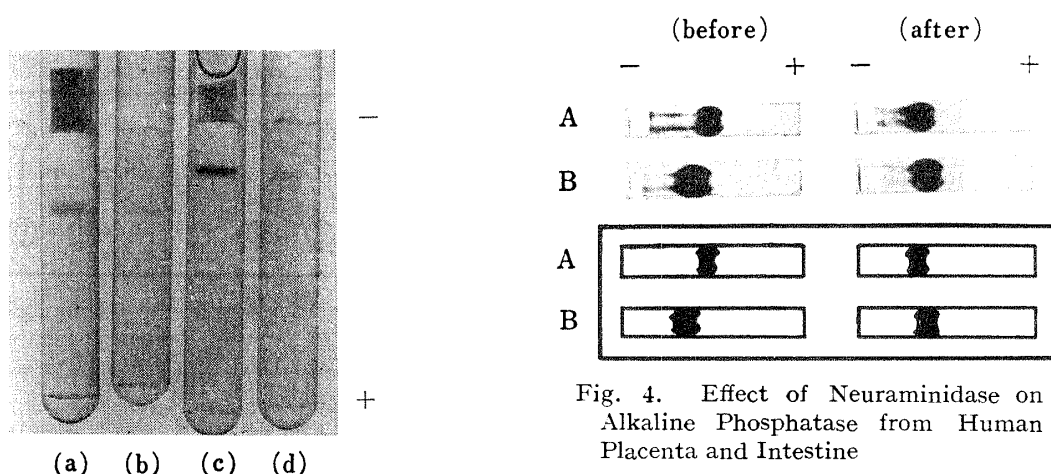 −
+
(a) (b) (c) (d)
(before) (after)
− + − +
A
B
A
B
Fig. 4. Effect of Neuraminidase on
Alkaline Phosphatase from Human
Placenta and Intestine